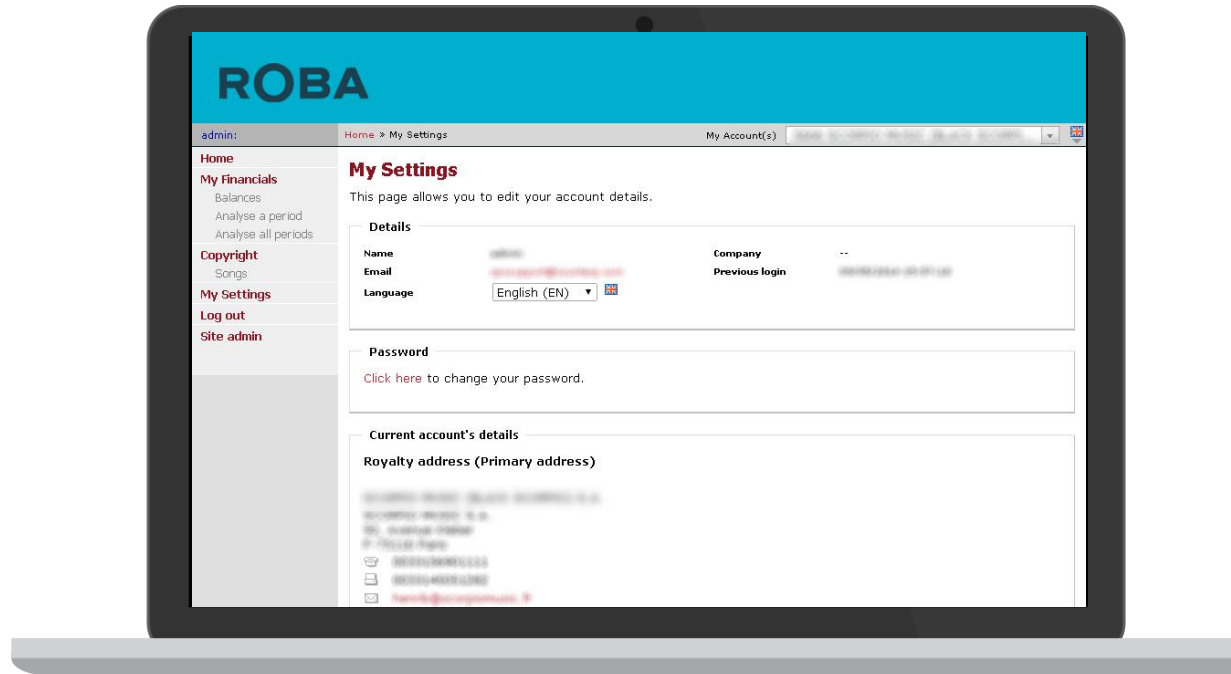 ROBA
admin:
Home » My Settings
My Account(s)
Home
My Financials
Balances
Analyse a period
Analyse all periods
Copyright
Songs
My Settings
Log out
Site admin
My Settings
This page allows you to edit your account details.
Details
Name
Company --
Email
Previous login
Language English (EN)
Password
Click here to change your password.
Current account's details
Royalty address (Primary address)